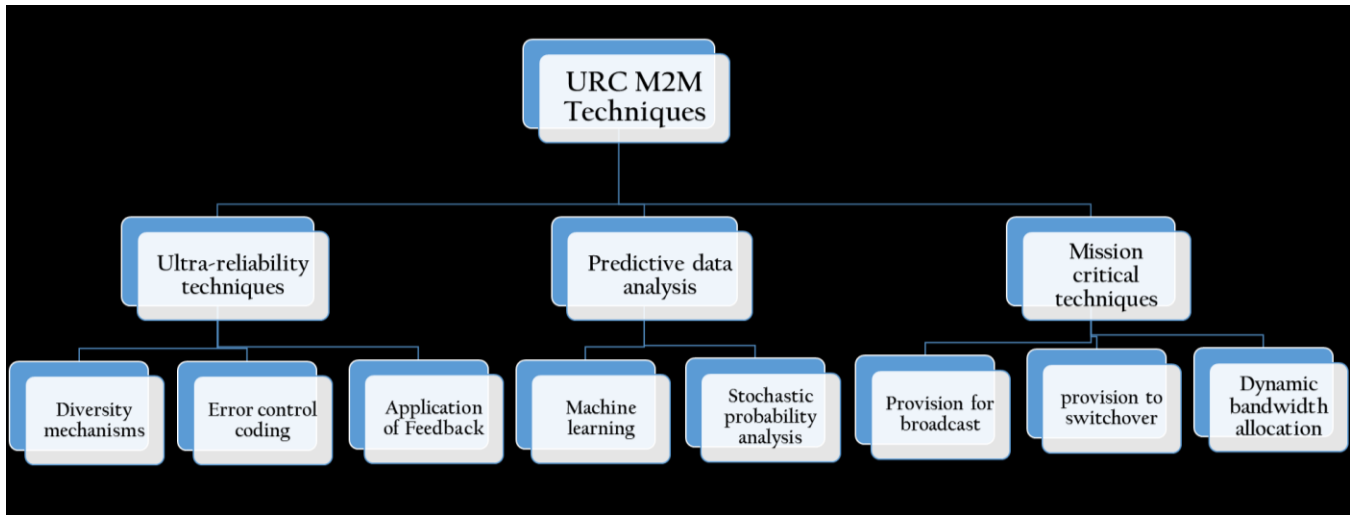 URC M2M
Techniques
Ultra-reliability
techniques
Predictive data
analysis
Mission
critical
techniques
Diversity
mechanisms
Error control
coding
Application
of Feedback
Machine
learning
Stochastic
probability
analysis
Provision for
broadcast
provision to
switchover
Dynamic
bandwidth
allocation